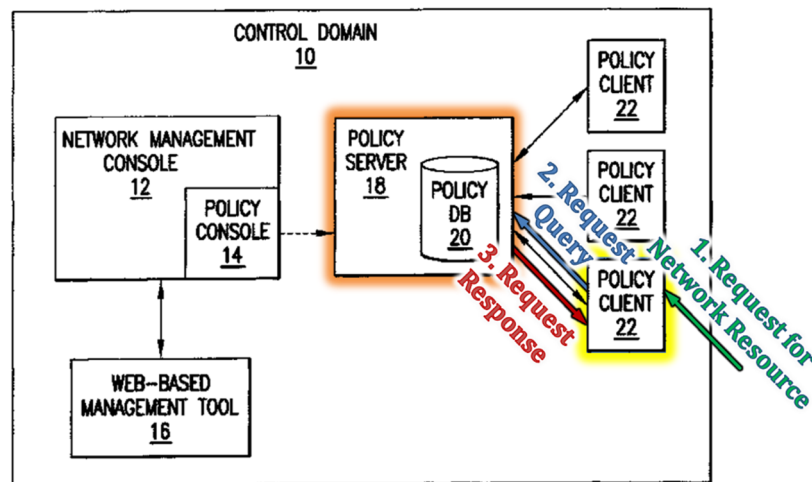 CONTROL DOMAIN
10
NETWORK MANAGEMENT
CONSOLE
12
POLICY
CONSOLE
14
WEB-BASED
MANAGEMENT TOOL
16
POLICY
SERVER
18
POLICY
DB
20
POLICY
CLIENT
22
POLICY
CLIENT
22
POLICY
CLIENT
22
1. Request for
Network Resource
2. Request
Query
3. Request
Response